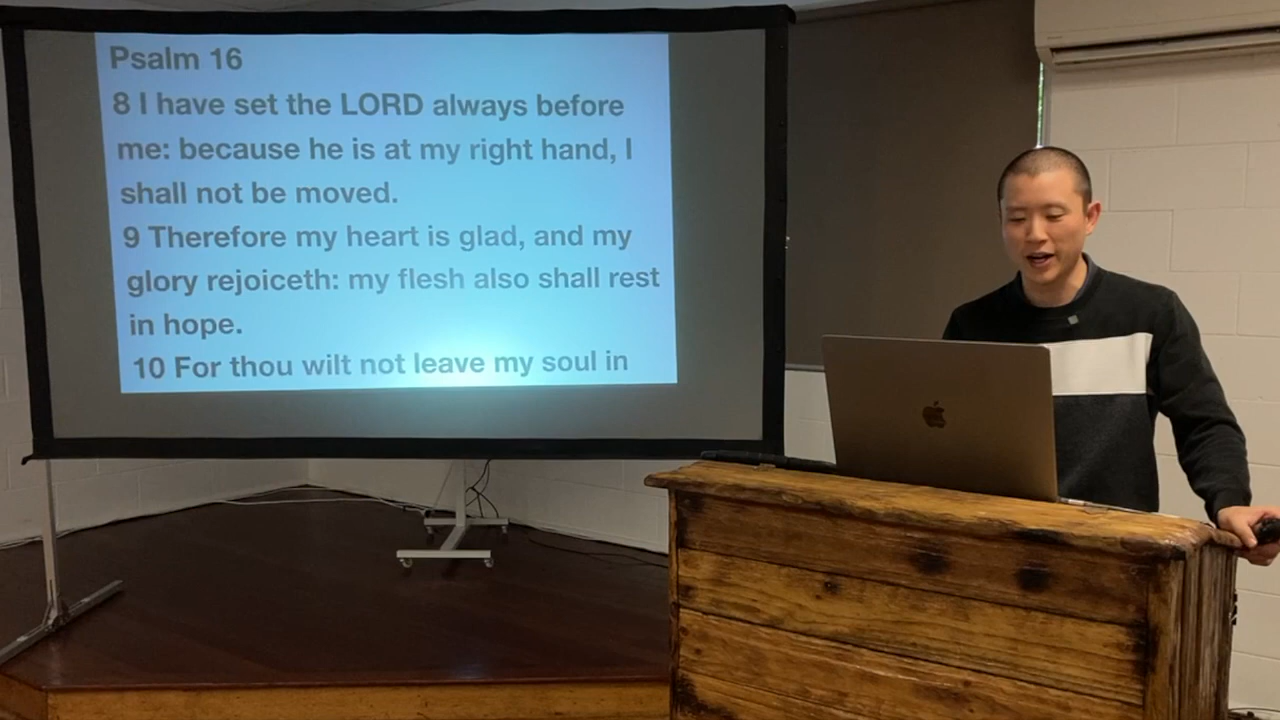 Psalm 16
8 I have set the LORD always before
me: because he is at my right hand, I
shall not be moved.
9 Therefore my heart is glad, and my
glory rejoiceth: my flesh also shall rest
in hope.
10 For thou wilt not leave my soul in